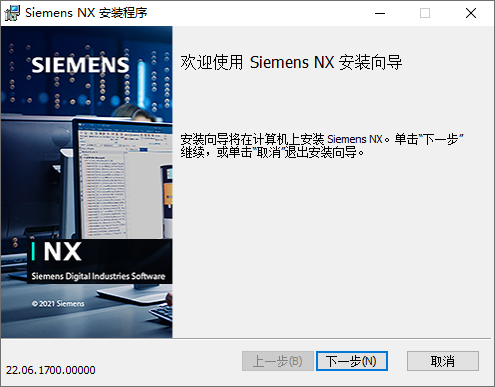 Siemens NX 安装程序
SIEMENS
欢迎使用 Siemens NX 安装向导
安装向导将在计算机上安装 Siemens NX。单击“下一步”
继续，或单击“取消”退出安装向导。
NX
Siemens Digital Industries Software
© 2021 Siemens
22.06.1700.00000
上一步(B)
下一步(N)
取消